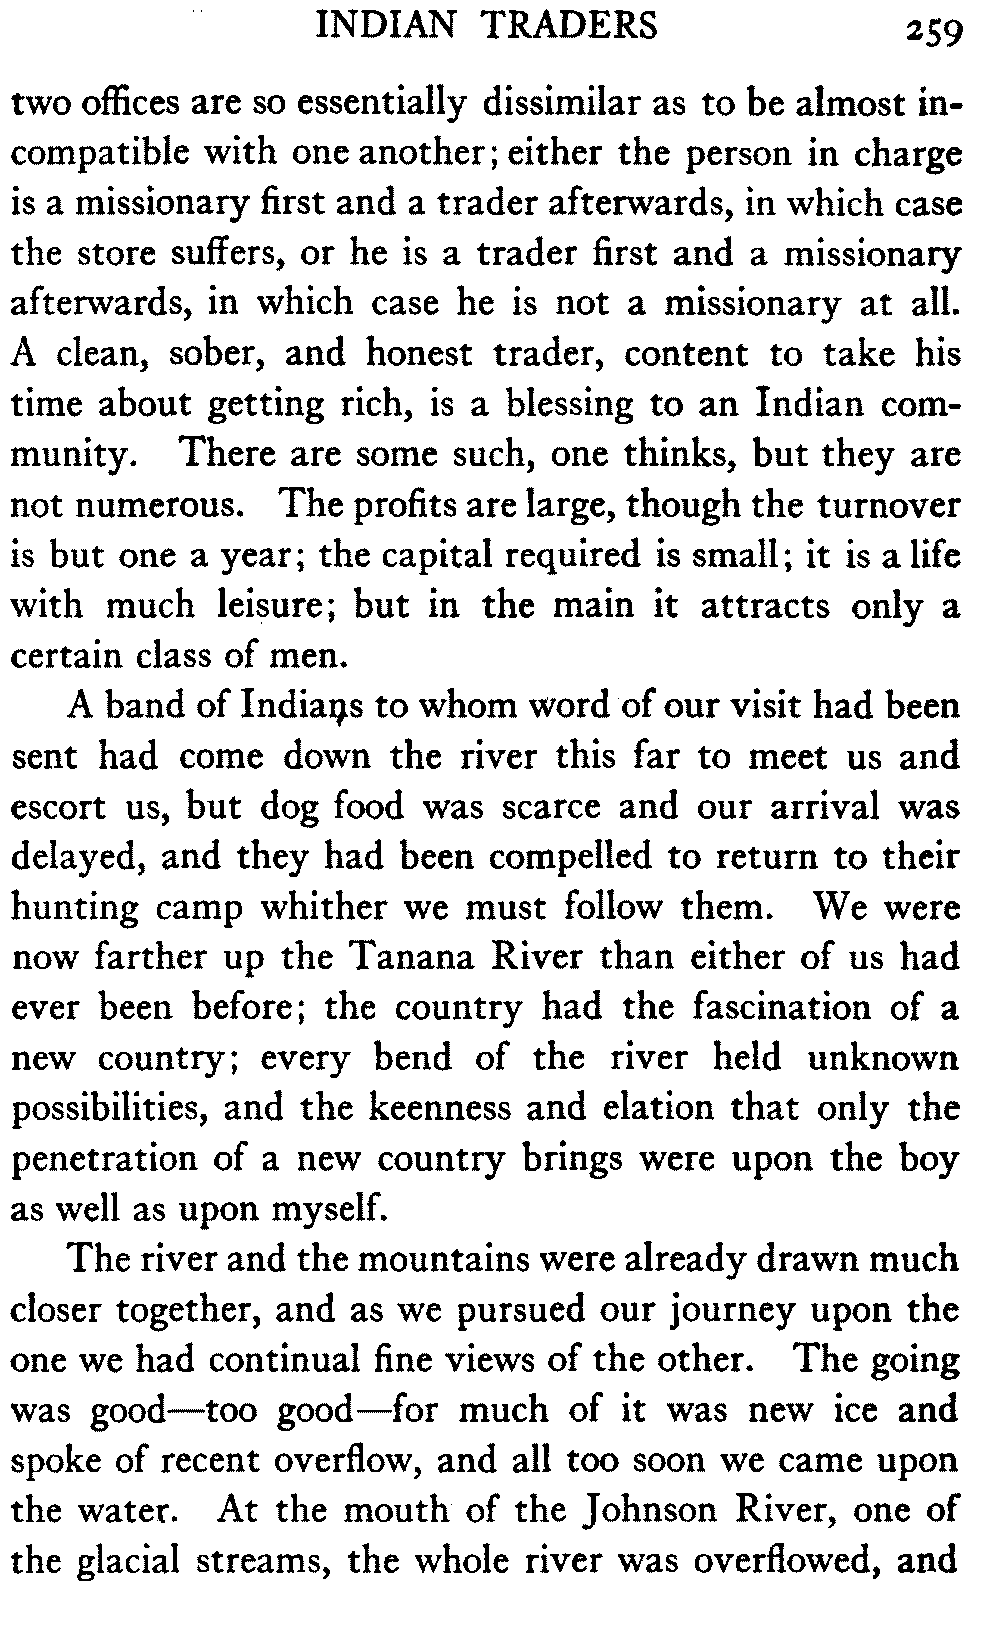 INDIAN TRADERS 259
two offices are so essentially dissimilar as to be almost in-
compatible with one another; either the person in charge
is a missionary first and a trader afterwards, in which case
the store suffers, or he is a trader first and a missionary
afterwards, in which case he is not a missionary at all.
A clean, sober, and honest trader, content to take his
time about getting rich, is a blessing to an Indian com-
munity. There are some such, one thinks, but they are
not numerous. The profits are large, though the turnover
is but one a year; the capital required is small; it is a life
with much leisure; but in the main it attracts only a
certain class of men.
A band of Indians to whom word of our visit had been
sent had come down the river this far to meet us and
escort us, but dog food was scarce and our arrival was
delayed, and they had been compelled to return to their
hunting camp whither we must follow them. We were
now farther up the Tanana River than either of us had
ever been before; the country had the fascination of a
new country; every bend of the river held unknown
possibilities, and the keenness and elation that only the
penetration of a new country brings were upon the boy
as well as upon myself.
The river and the mountains were already drawn much
closer together, and as we pursued our journey upon the
one we had continual fine views of the other. The going
was good—too good—for much of it was new ice and
spoke of recent overflow, and all too soon we came upon
the water. At the mouth of the Johnson River, one of
the glacial streams, the whole river was overflowed, and